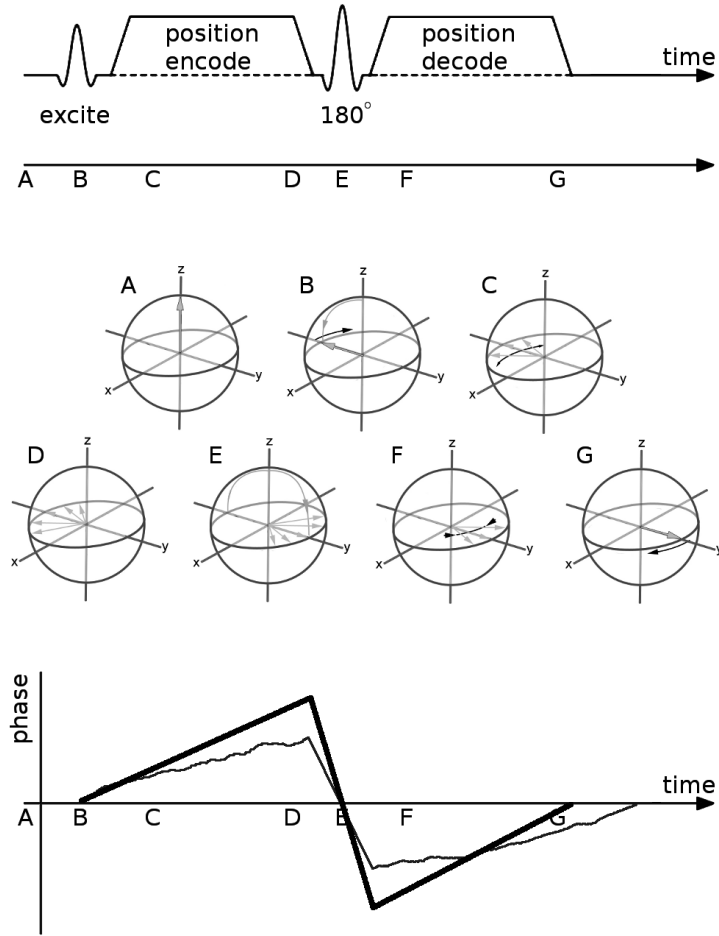 position position
encode decode
time
excite 180°
A B C D E F G
A B C
z z z
x y x y x y
D E F G
z z z z
x y x y x y x y
phase
time
A B C D E F G